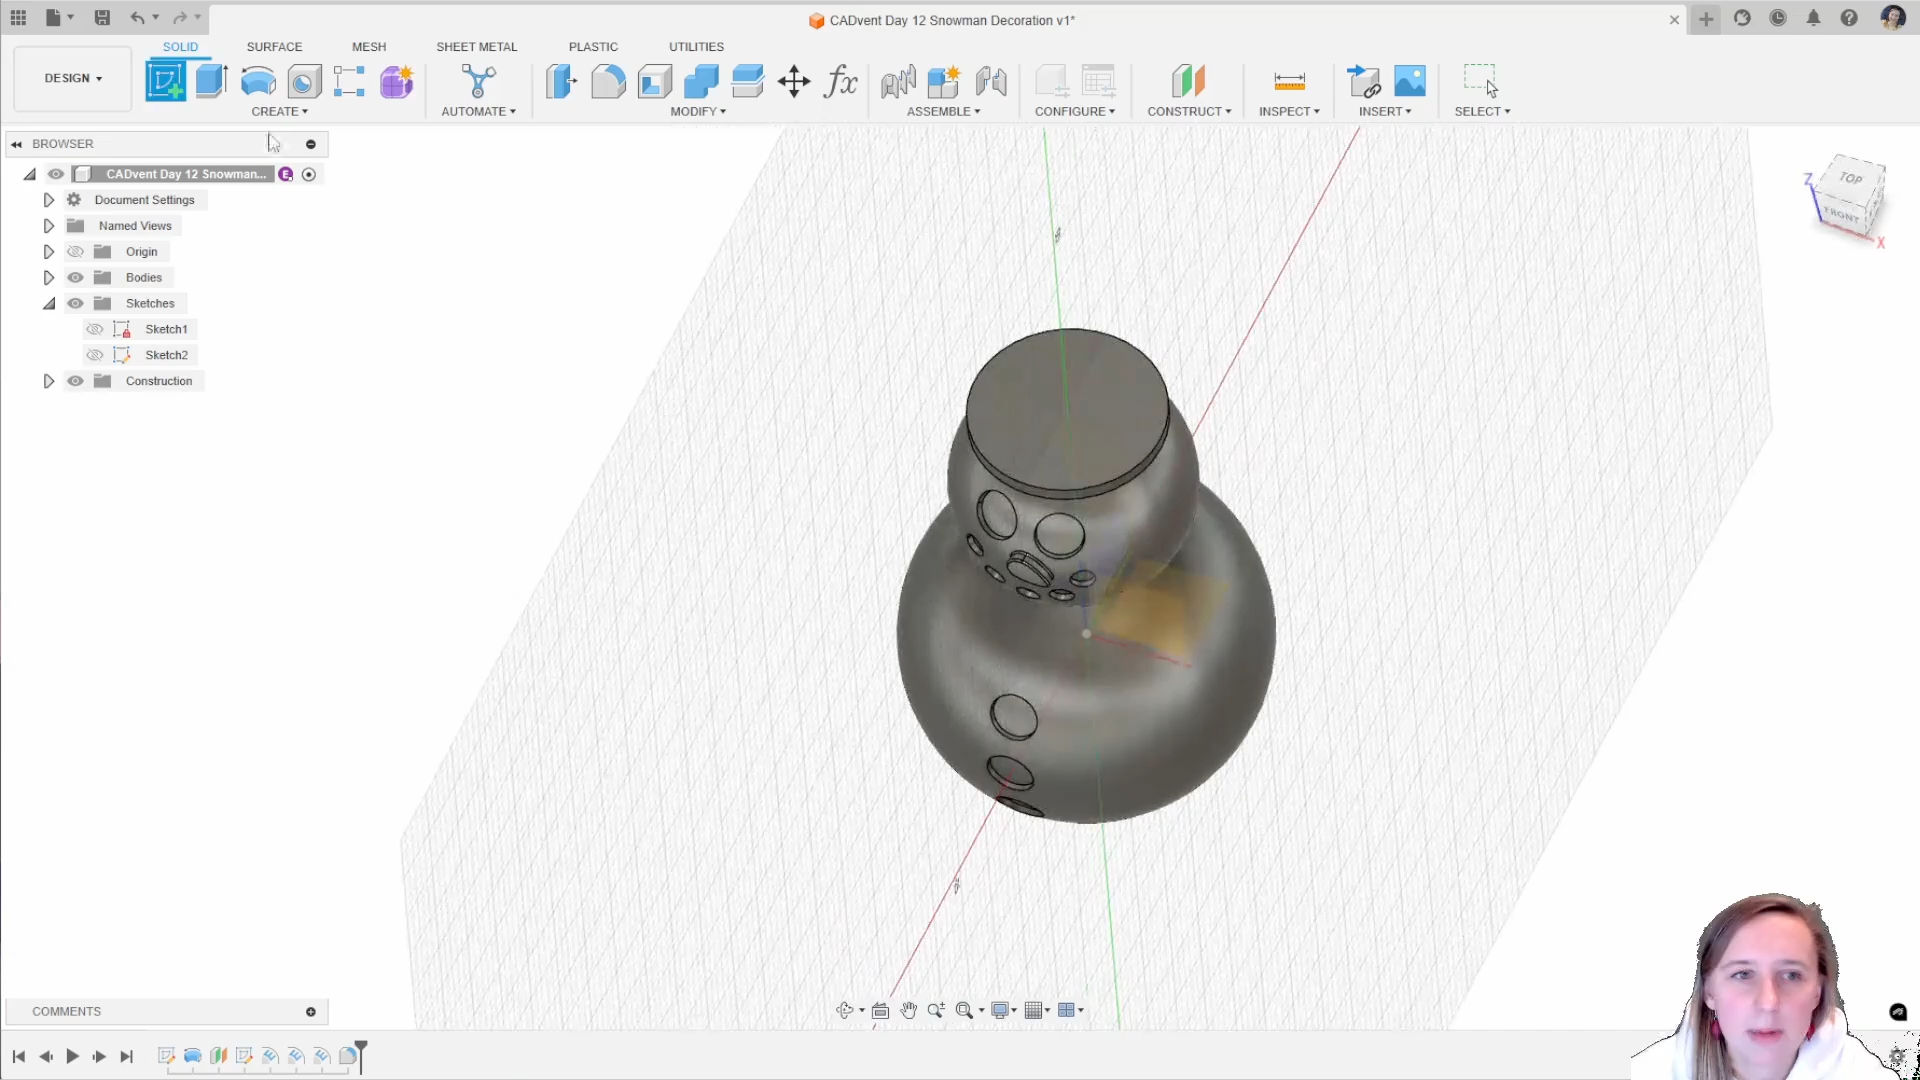 CADvent Day 12 Snowman Decoration v1*
SOLID
SURFACE
MESH
SHEET METAL
PLASTIC
UTILITIES
DESIGN
CREATE
AUTOMATE
MODIFY
fx
ASSEMBLE
CONFIGURE
CONSTRUCT
INSPECT
INSERT
SELECT
BROWSER
CADvent Day 12 Snowman...
E
Document Settings
Named Views
Origin
Bodies
Sketches
Sketch1
Sketch2
Construction
TOP
FRONT
Z
X
COMMENTS